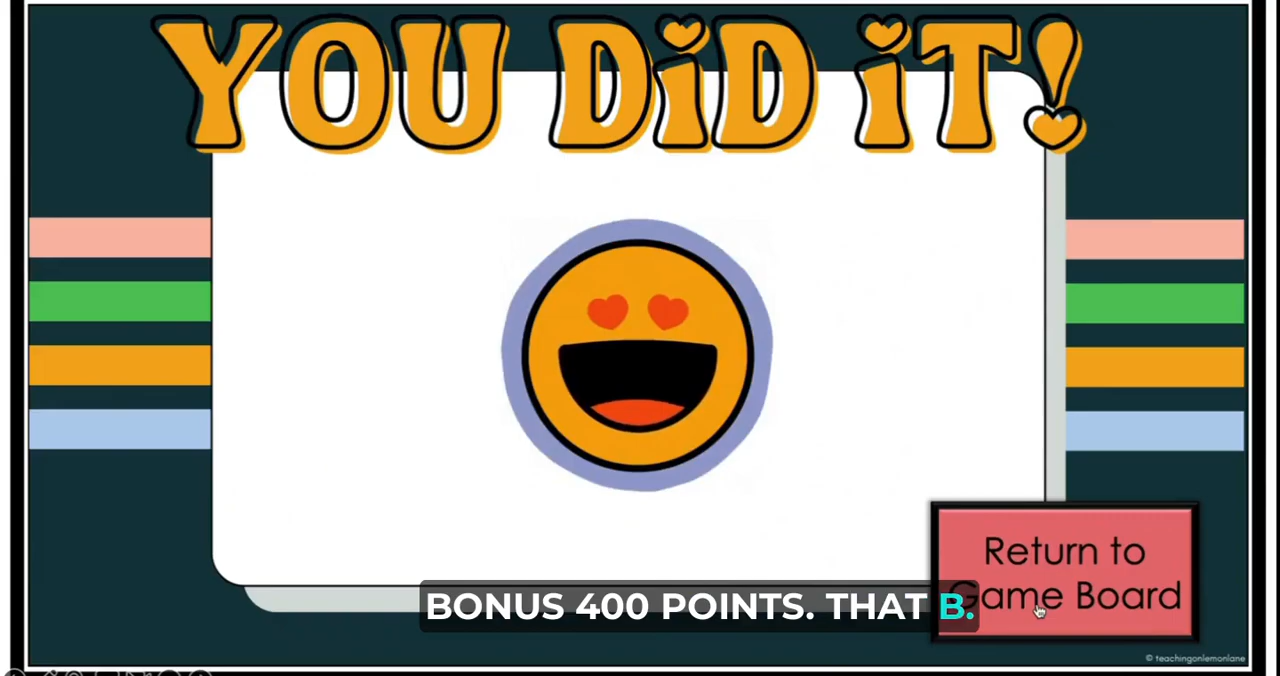 YOU DiD iT!
Return to
Game Board
BONUS 400 POINTS. THAT B.
© teachingonlemonlane